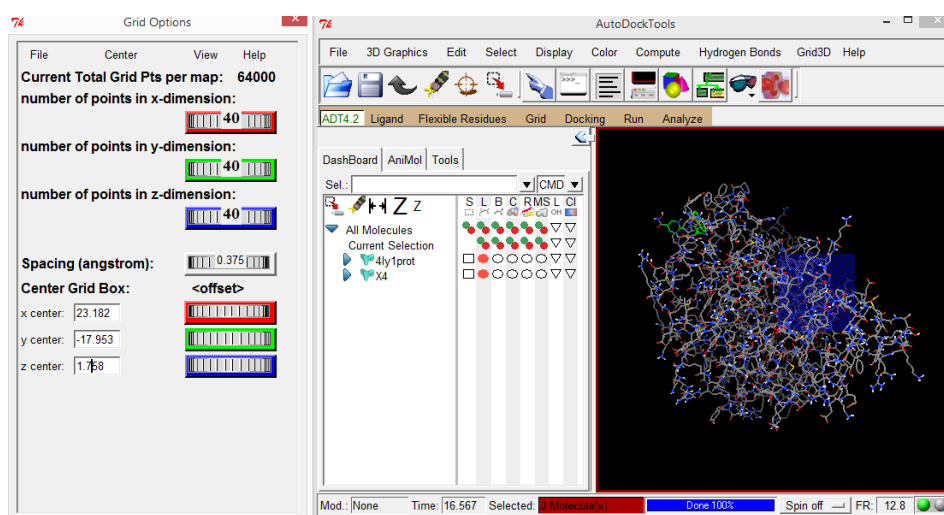 Grid Options
File Center View Help
Current Total Grid Pts per map: 64000
number of points in x-dimension:
40
number of points in y-dimension:
40
number of points in z-dimension:
40
Spacing (angstrom): 0.375
Center Grid Box: <offset>
x center: 23.182
y center: -17.953
z center: 1.758
AutoDockTools
File 3D Graphics Edit Select Display Color Compute Hydrogen Bonds Grid3D Help
ADT4.2 Ligand Flexible Residues Grid Docking Run Analyze
DashBoard AniMol Tools
Sel.: CMD
Z Z S L B C R MS L Cl
OH
All Molecules
Current Selection
4ly1prot
X4
Mod.: None Time: 16.567 Selected: 0 Molecule(s) Done 100% Spin off FR: 12.8